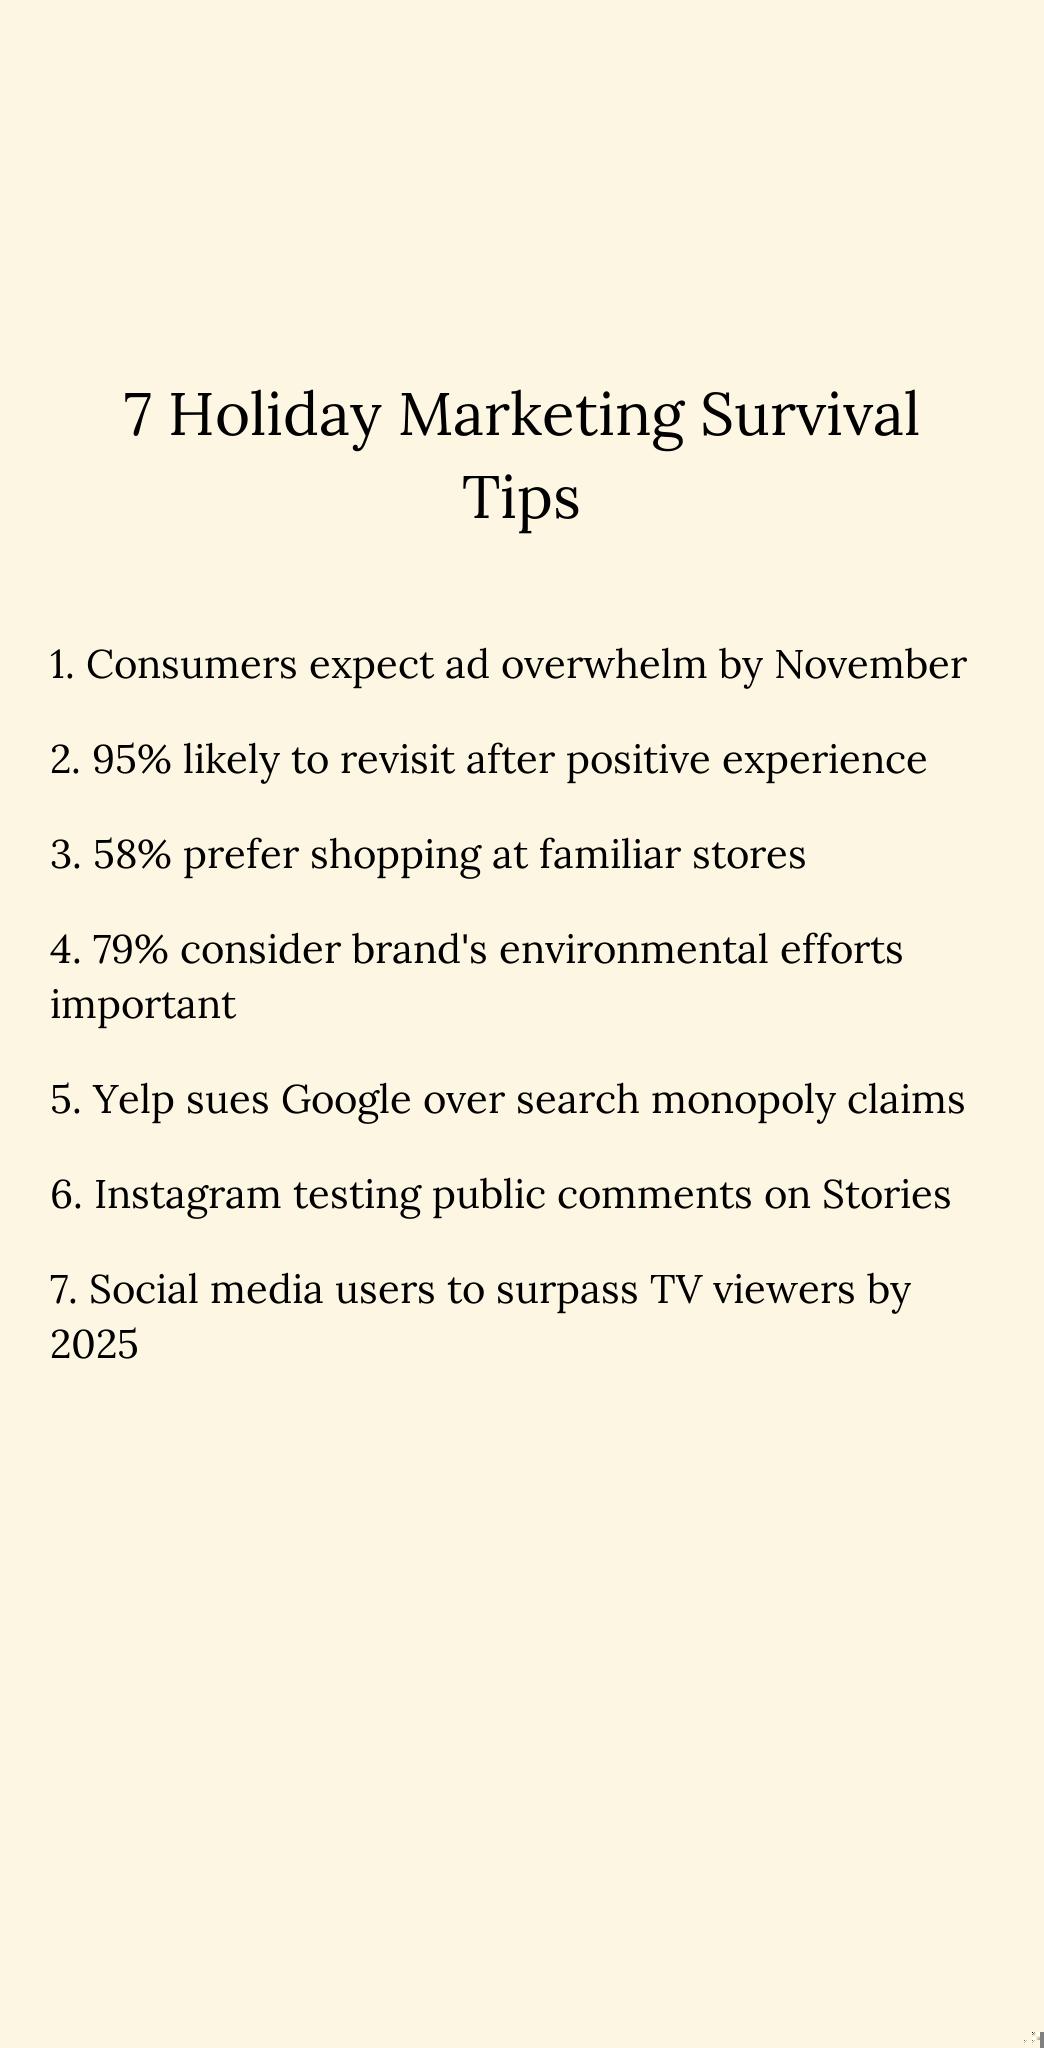 7 Holiday Marketing Survival
Tips
1. Consumers expect ad overwhelm by November
2. 95% likely to revisit after positive experience
3. 58% prefer shopping at familiar stores
4. 79% consider brand's environmental efforts
important
5. Yelp sues Google over search monopoly claims
6. Instagram testing public comments on Stories
7. Social media users to surpass TV viewers by
2025